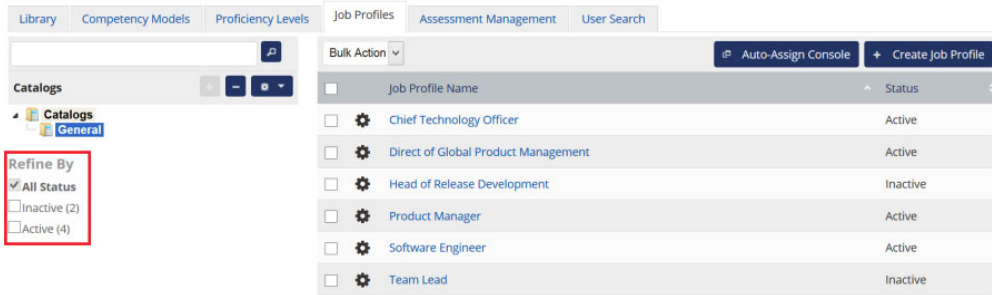 Library Competency Models Proficiency Levels Job Profiles Assessment Management User Search
Bulk Action Auto-Assign Console + Create Job Profile
Catalogs
Catalogs
General
Refine By
All Status
Inactive (2)
Active (4)
Job Profile Name Status
Chief Technology Officer Active
Direct of Global Product Management Active
Head of Release Development Inactive
Product Manager Active
Software Engineer Active
Team Lead Inactive